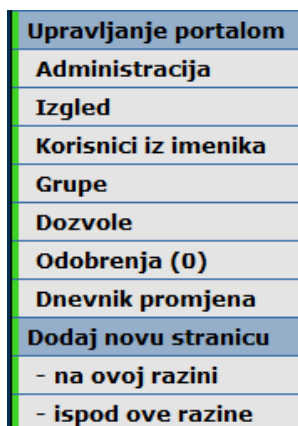 Upravljanje portalom
Administracija
Izgled
Korisnici iz imenika
Grupe
Dozvole
Odobrenja (0)
Dnevnik promjena
Dodaj novu stranicu
- na ovoj razini
- ispod ove razine